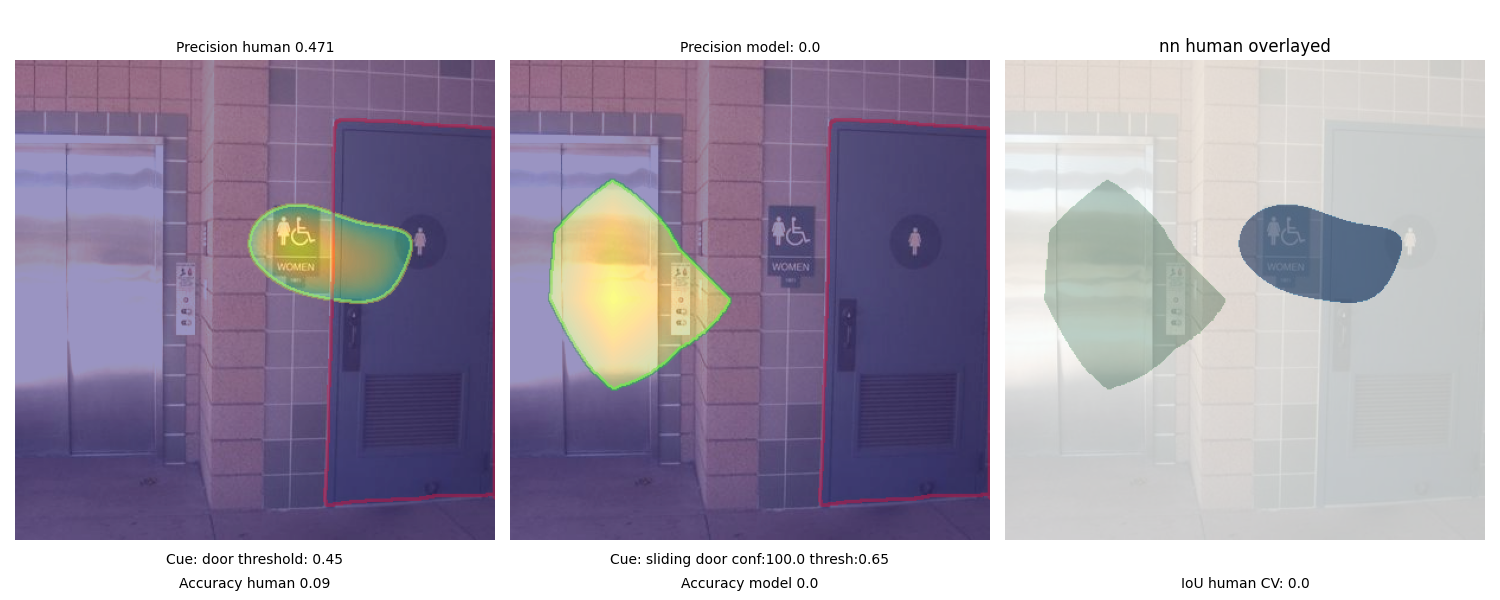 Precision human 0.471
Precision model: 0.0
nn human overlayed
WOMEN
WOMEN
WOMEN
Cue: door threshold: 0.45
Cue: sliding door conf:100.0 thresh:0.65
Accuracy human 0.09
Accuracy model 0.0
IoU human CV: 0.0